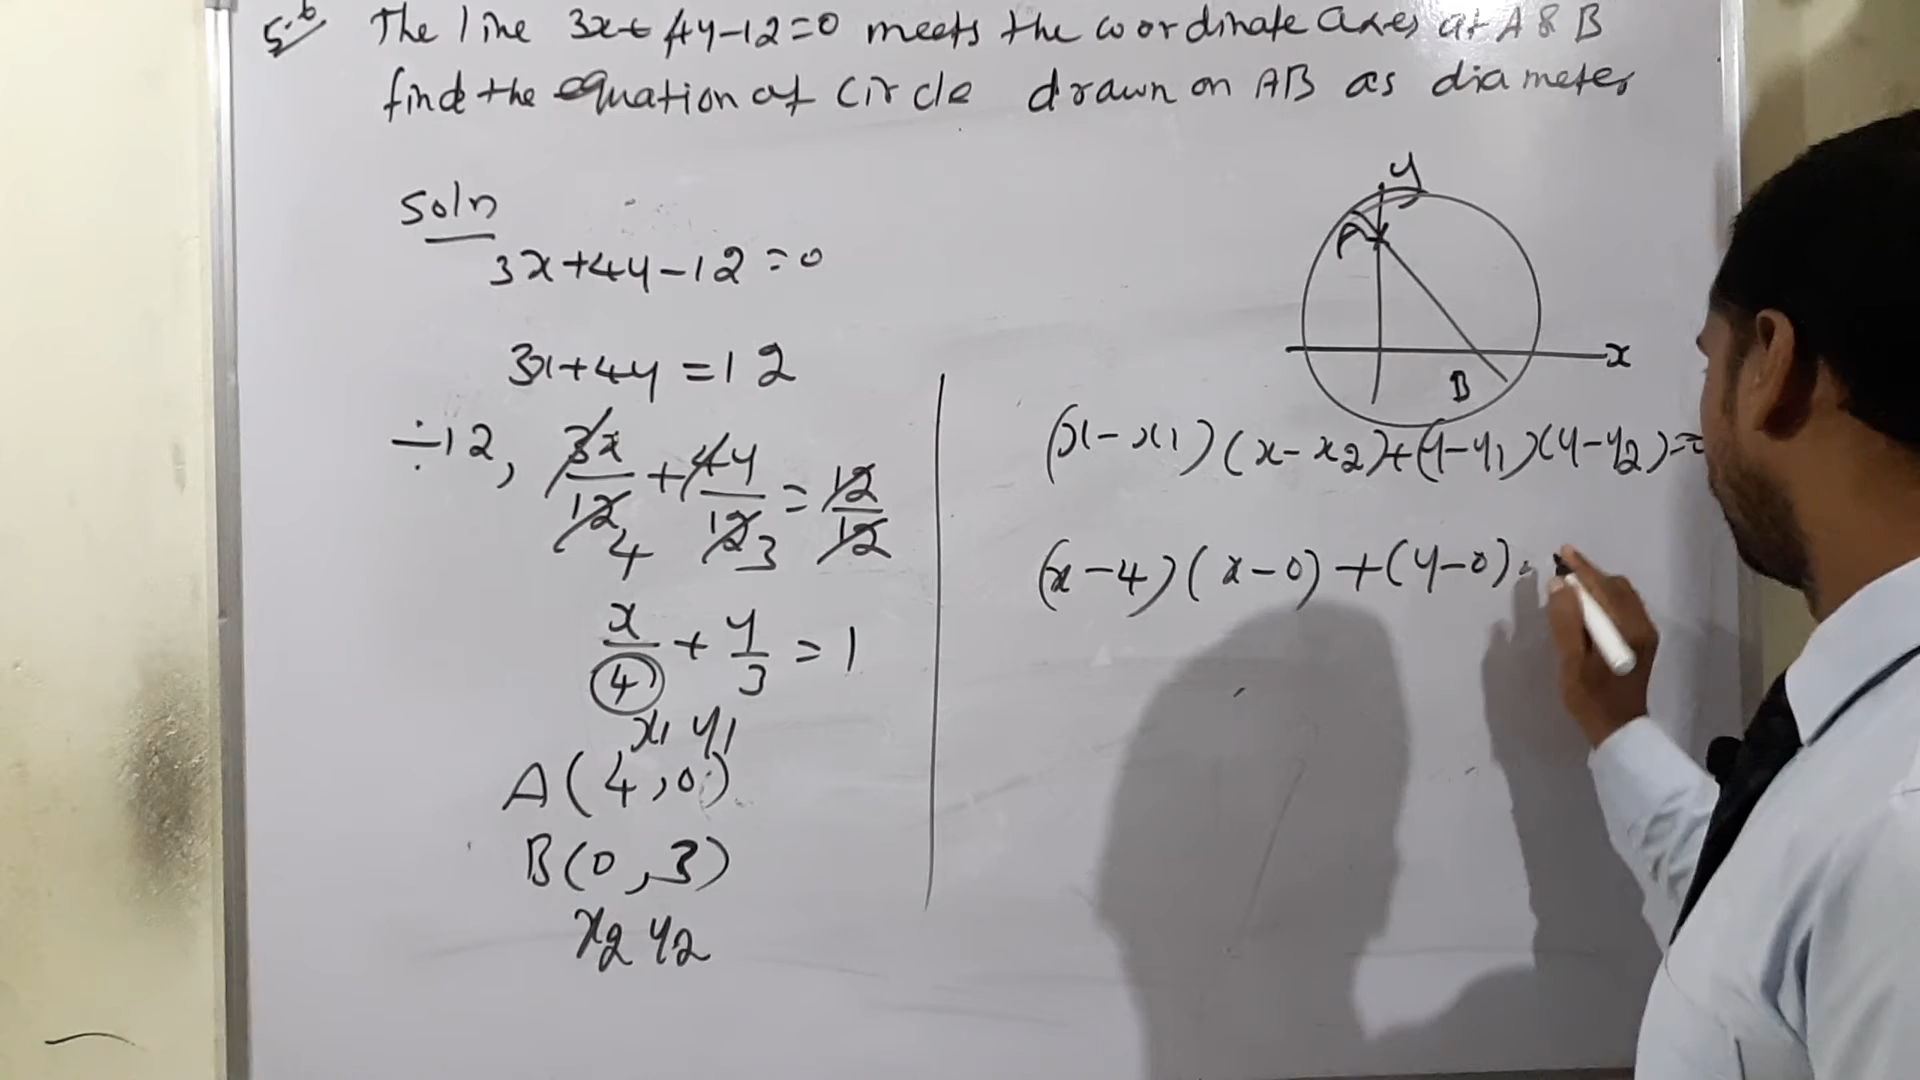 5.6 The line 3x+4y-12=0 meets the coordinate axes at A & B
find the equation of circle drawn on AB as diameter
Soln
3x+4y-12=0
3x+4y=12
÷12, 3x/12 4 + 4y/12 3 = 12/12
x/4 + y/3 = 1
x1 y1
A(4,0)
B(0,3)
x2 y2
y
A
x
B
(x-x1)(x-x2)+(y-y1)(y-y2)=0
(x-4)(x-0)+(y-0)